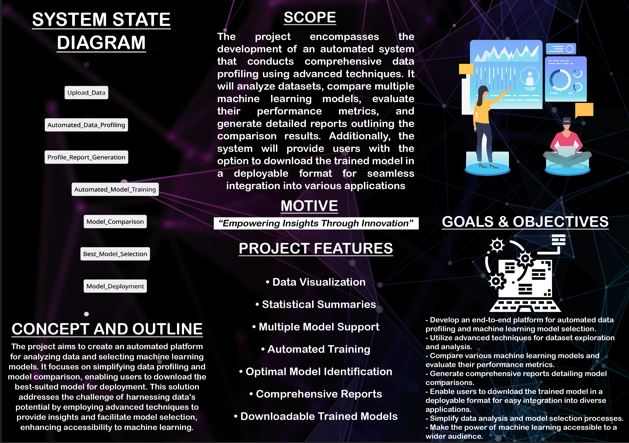 SYSTEM STATE
DIAGRAM
Upload_Data
Automated_Data_Profiling
Profile_Report_Generation
Automated_Model_Training
Model_Comparison
Best_Model_Selection
Model_Deployment
CONCEPT AND OUTLINE
The project aims to create an automated platform
for analyzing data and selecting machine learning
models. It focuses on simplifying data profiling and
model comparison, enabling users to download the
best-suited model for deployment. This solution
addresses the challenge of harnessing data's
potential by employing advanced techniques to
provide insights and facilitate model selection,
enhancing accessibility to machine learning.
SCOPE
The project encompasses the
development of an automated system
that conducts comprehensive data
profiling using advanced techniques. It
will analyze datasets, compare multiple
machine learning models, evaluate
their performance metrics, and
generate detailed reports outlining the
comparison results. Additionally, the
system will provide users with the
option to download the trained model in
a deployable format for seamless
integration into various applications
MOTIVE
“Empowering Insights Through Innovation”
PROJECT FEATURES
• Data Visualization
• Statistical Summaries
• Multiple Model Support
• Automated Training
• Optimal Model Identification
• Comprehensive Reports
• Downloadable Trained Models
GOALS & OBJECTIVES
- Develop an end-to-end platform for automated data
profiling and machine learning model selection.
- Utilize advanced techniques for dataset exploration
and analysis.
- Compare various machine learning models and
evaluate their performance metrics.
- Generate comprehensive reports detailing model
comparisons.
- Enable users to download the trained model in a
deployable format for easy integration into diverse
applications.
- Simplify data analysis and model selection processes.
- Make the power of machine learning accessible to a
wider audience.